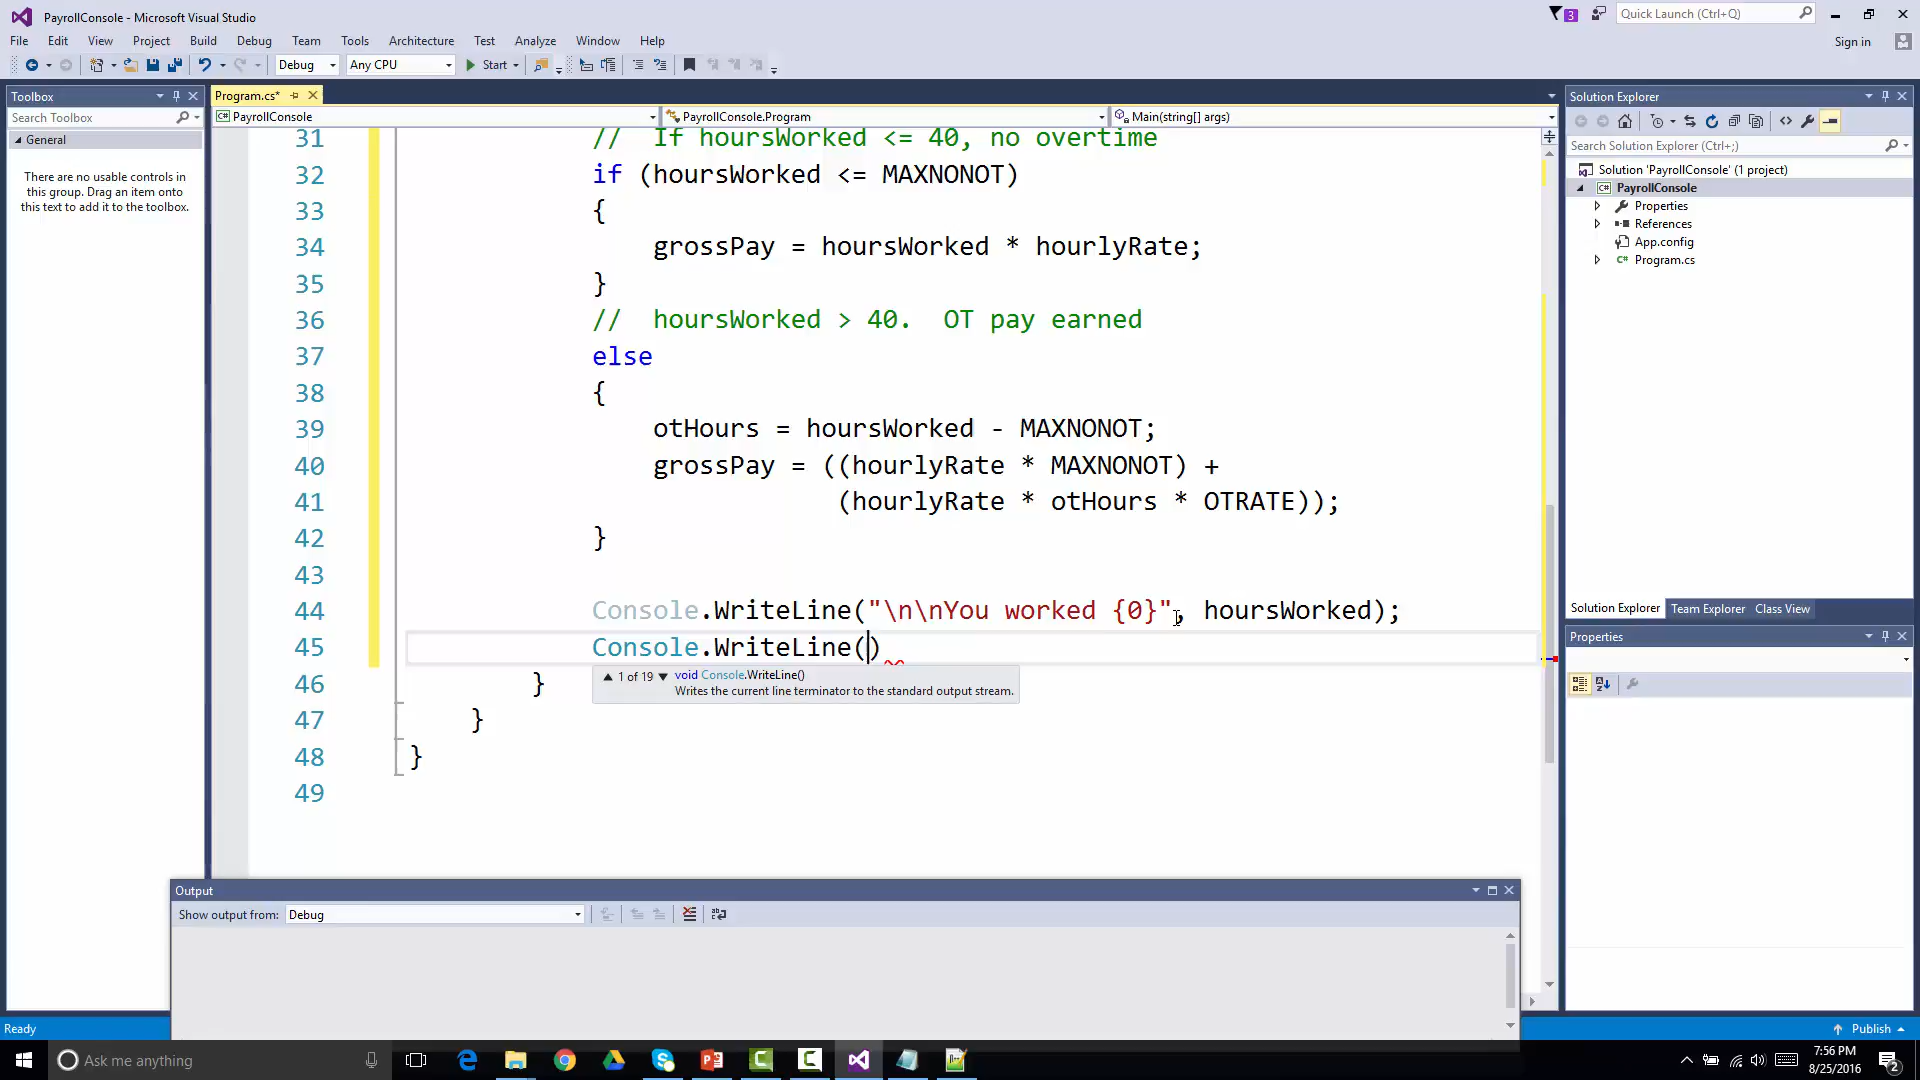 PayrollConsole - Microsoft Visual Studio
3
Quick Launch (Ctrl+Q)
File Edit View Project Build Debug Team Tools Architecture Test Analyze Window Help
Sign in
Debug Any CPU Start
Toolbox
Search Toolbox
General
There are no usable controls in
this group. Drag an item onto
this text to add it to the toolbox.
Program.cs*
PayrollConsole PayrollConsole.Program Main(string[] args)
31 // If hoursWorked <= 40, no overtime
32 if (hoursWorked <= MAXNONOT)
33 {
34 grossPay = hoursWorked * hourlyRate;
35 }
36 // hoursWorked > 40. OT pay earned
37 else
38 {
39 otHours = hoursWorked - MAXNONOT;
40 grossPay = ((hourlyRate * MAXNONOT) +
41 (hourlyRate * otHours * OTRATE));
42 }
43
44 Console.WriteLine("\n\nYou worked {0}", hoursWorked);
45 Console.WriteLine()
1 of 19 void Console.WriteLine()
Writes the current line terminator to the standard output stream.
46 }
47 }
48 }
49
Solution Explorer
Search Solution Explorer (Ctrl+;)
Solution 'PayrollConsole' (1 project)
C# PayrollConsole
Properties
References
App.config
C# Program.cs
Solution Explorer Team Explorer Class View
Properties
Output
Show output from: Debug
Ready
Publish
Ask me anything
7:56 PM
8/25/2016
2